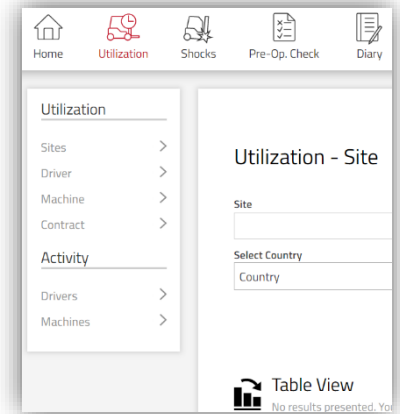 Home
Utilization
Shocks
Pre-Op. Check
Diary
Utilization
Sites
Driver
Machine
Contract
Activity
Drivers
Machines
Utilization - Site
Site
Select Country
Country
Table View
No results presented. You